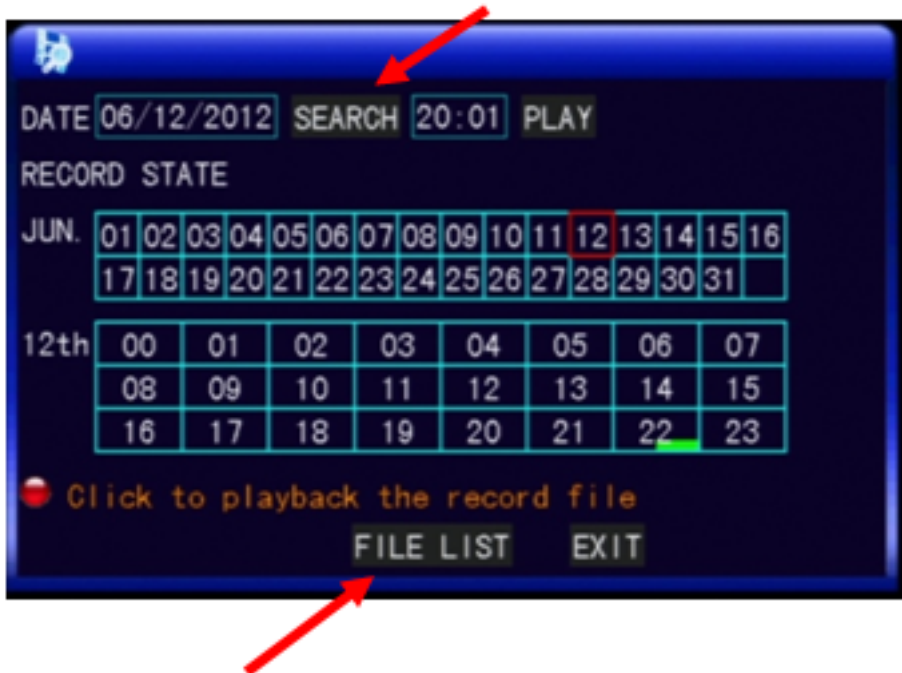 DATE 06/12/2012 SEARCH 20:01 PLAY
RECORD STATE
JUN. 01 02 03 04 05 06 07 08 09 10 11 12 13 14 15 16
17 18 19 20 21 22 23 24 25 26 27 28 29 30 31
12th 00 01 02 03 04 05 06 07
08 09 10 11 12 13 14 15
16 17 18 19 20 21 22 23
Click to playback the record file
FILE LIST EXIT